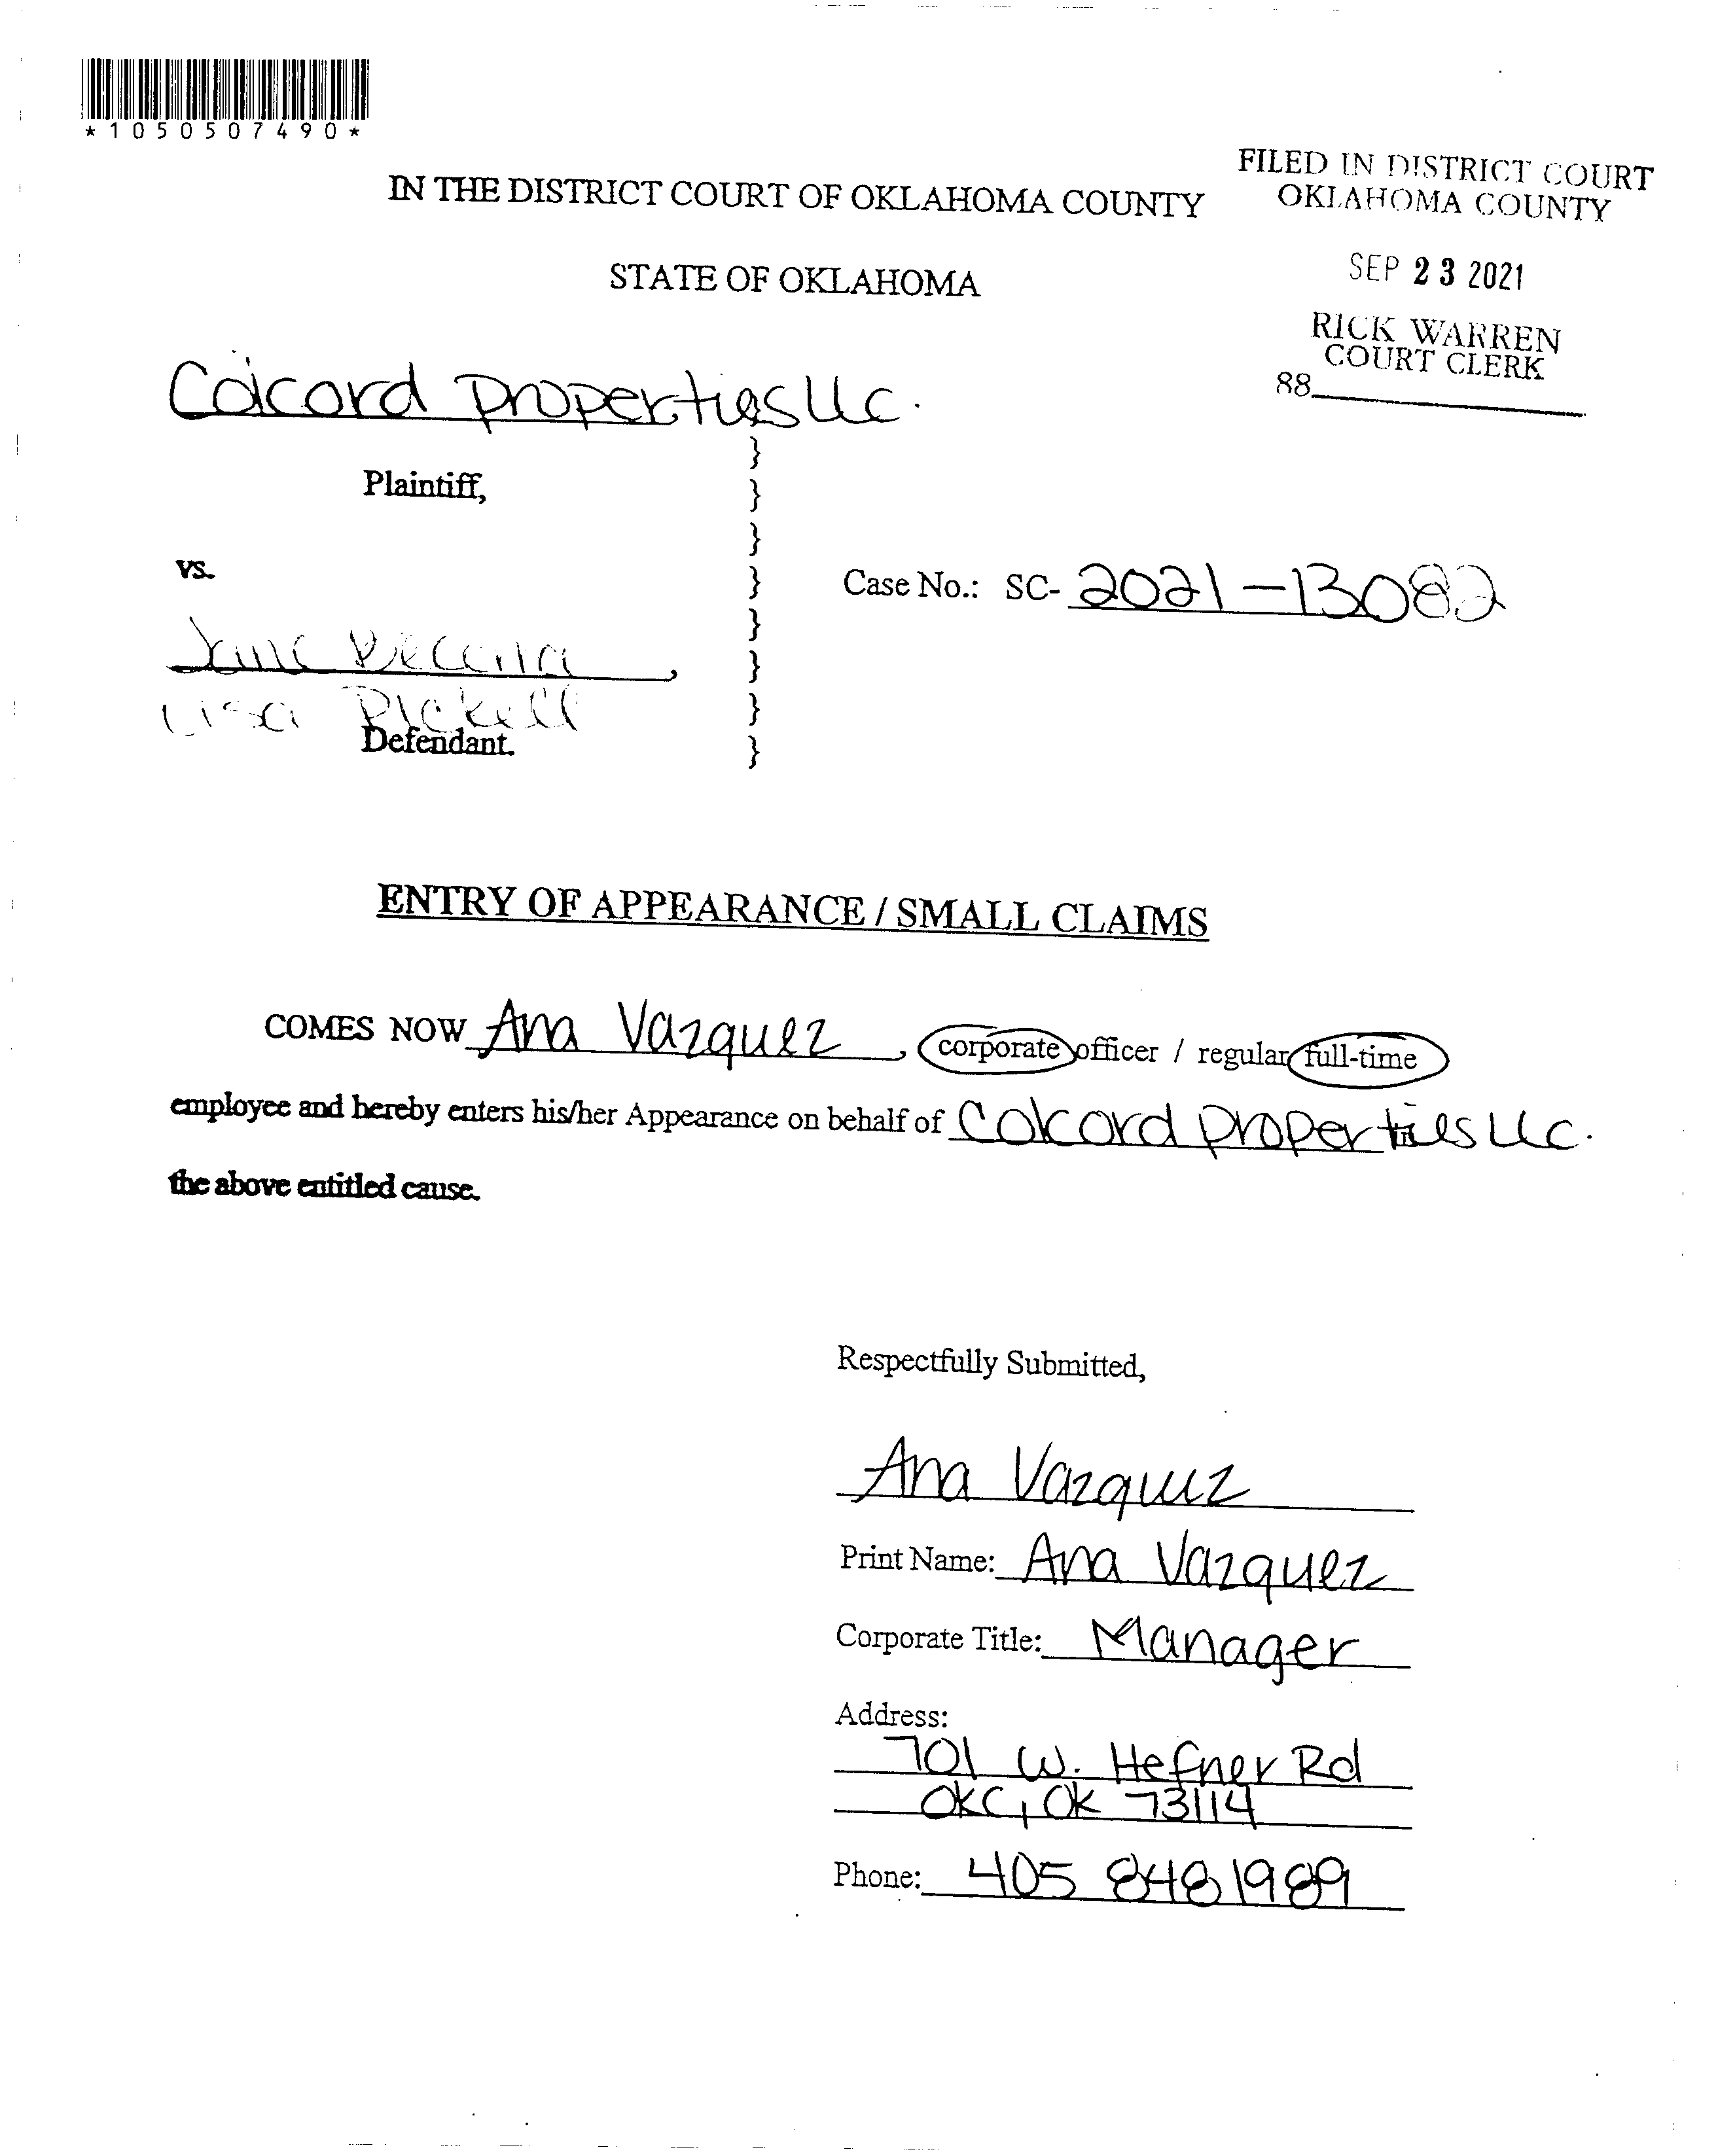 *1050507490*
FILED IN DISTRICT COURT
OKLAHOMA COUNTY
IN THE DISTRICT COURT OF OKLAHOMA COUNTY
STATE OF OKLAHOMA
SEP 23 2021
RICK WARREN
COURT CLERK
88
Colcord Properties LLC.
Plaintiff,
vs.
Case No.: SC- 2021-13082
,
Lisa Pickell
Defendant.
ENTRY OF APPEARANCE / SMALL CLAIMS
COMES NOW Ana Vazquez, corporate officer / regular full-time
employee and hereby enters his/her Appearance on behalf of Colcord Properties LLC.
the above entitled cause.
Respectfully Submitted,
Ana Vazquez
Print Name: Ana Vazquez
Corporate Title: Manager
Address:
701 W. Hefner Rd
OKC, OK 73114
Phone: 405 848 1989